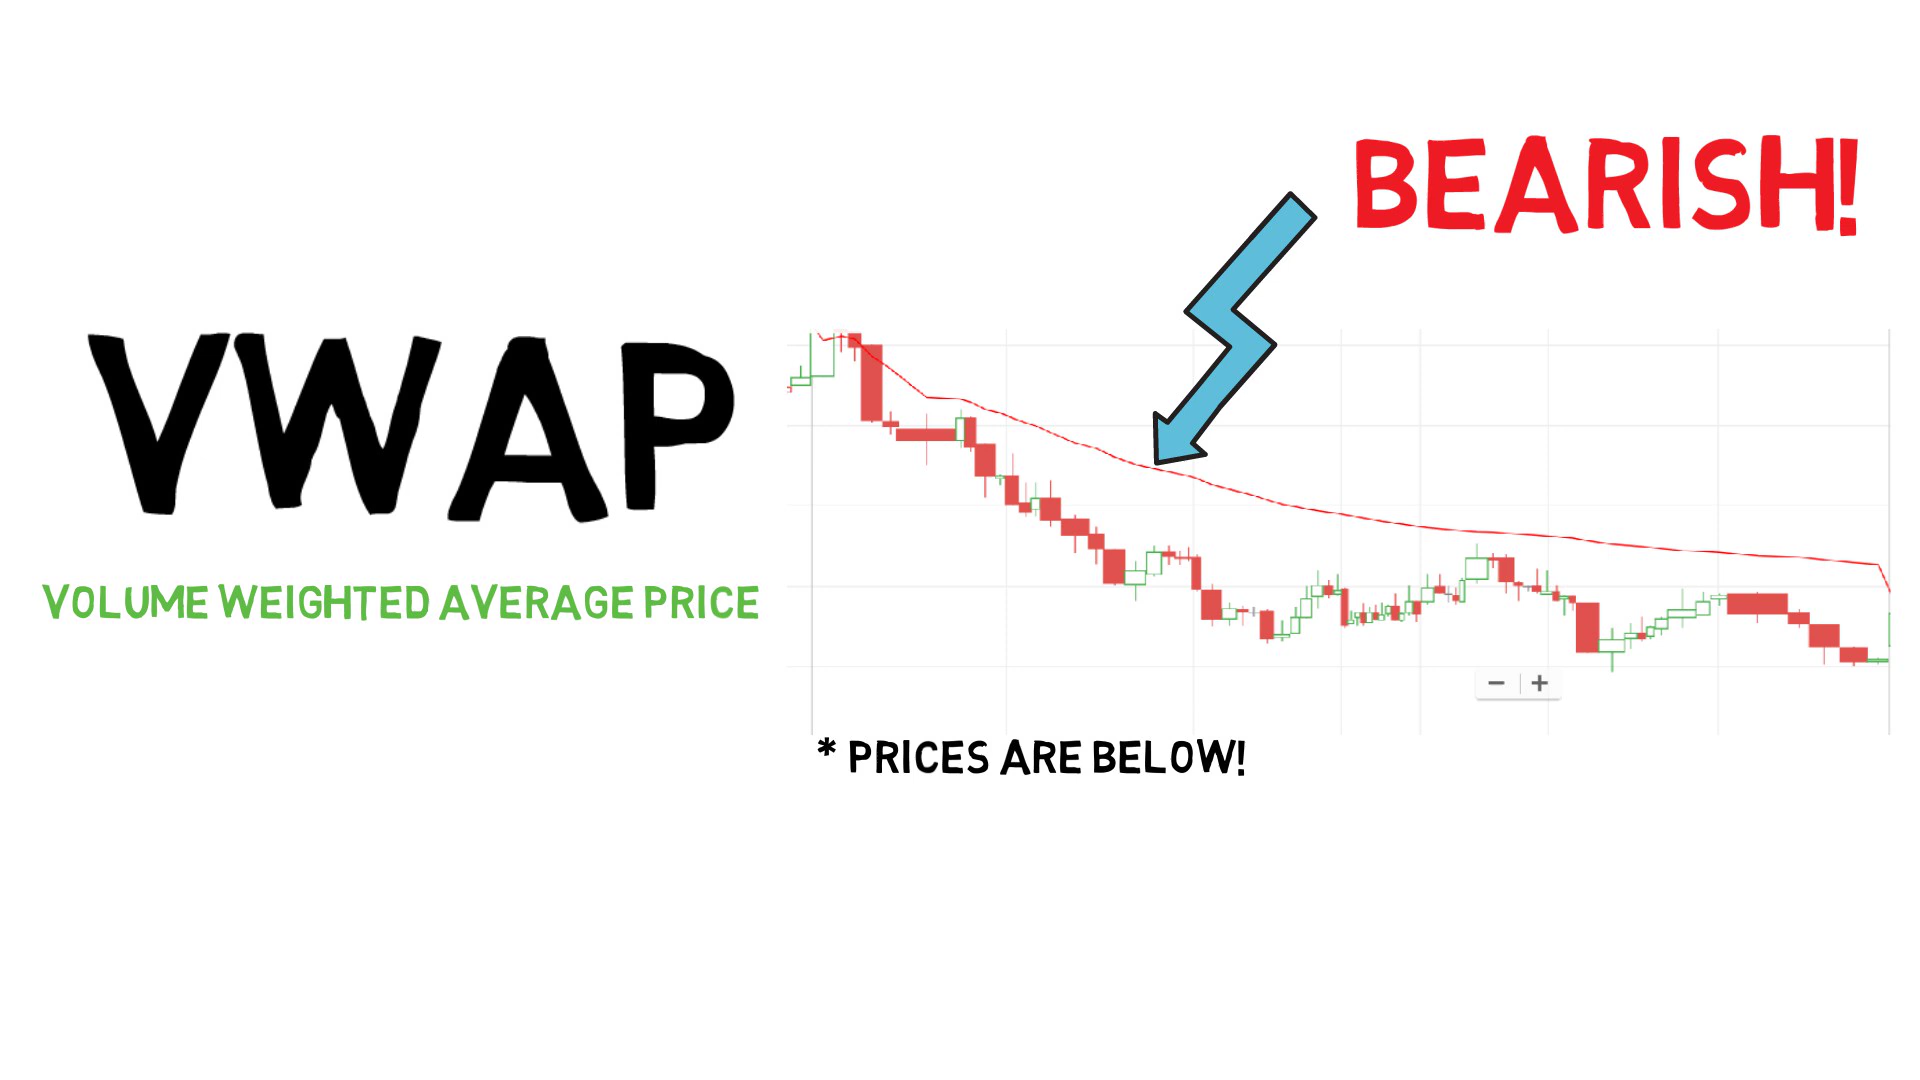 BEARISH!
VWAP
VOLUME WEIGHTED AVERAGE PRICE
− | +
* PRICES ARE BELOW!